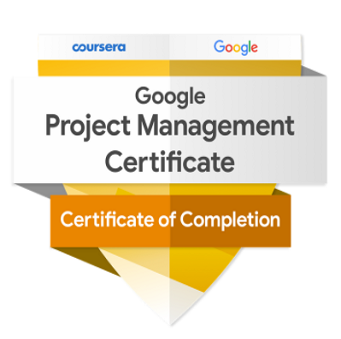 coursera Google
Google
Project Management
Certificate
Certificate of Completion